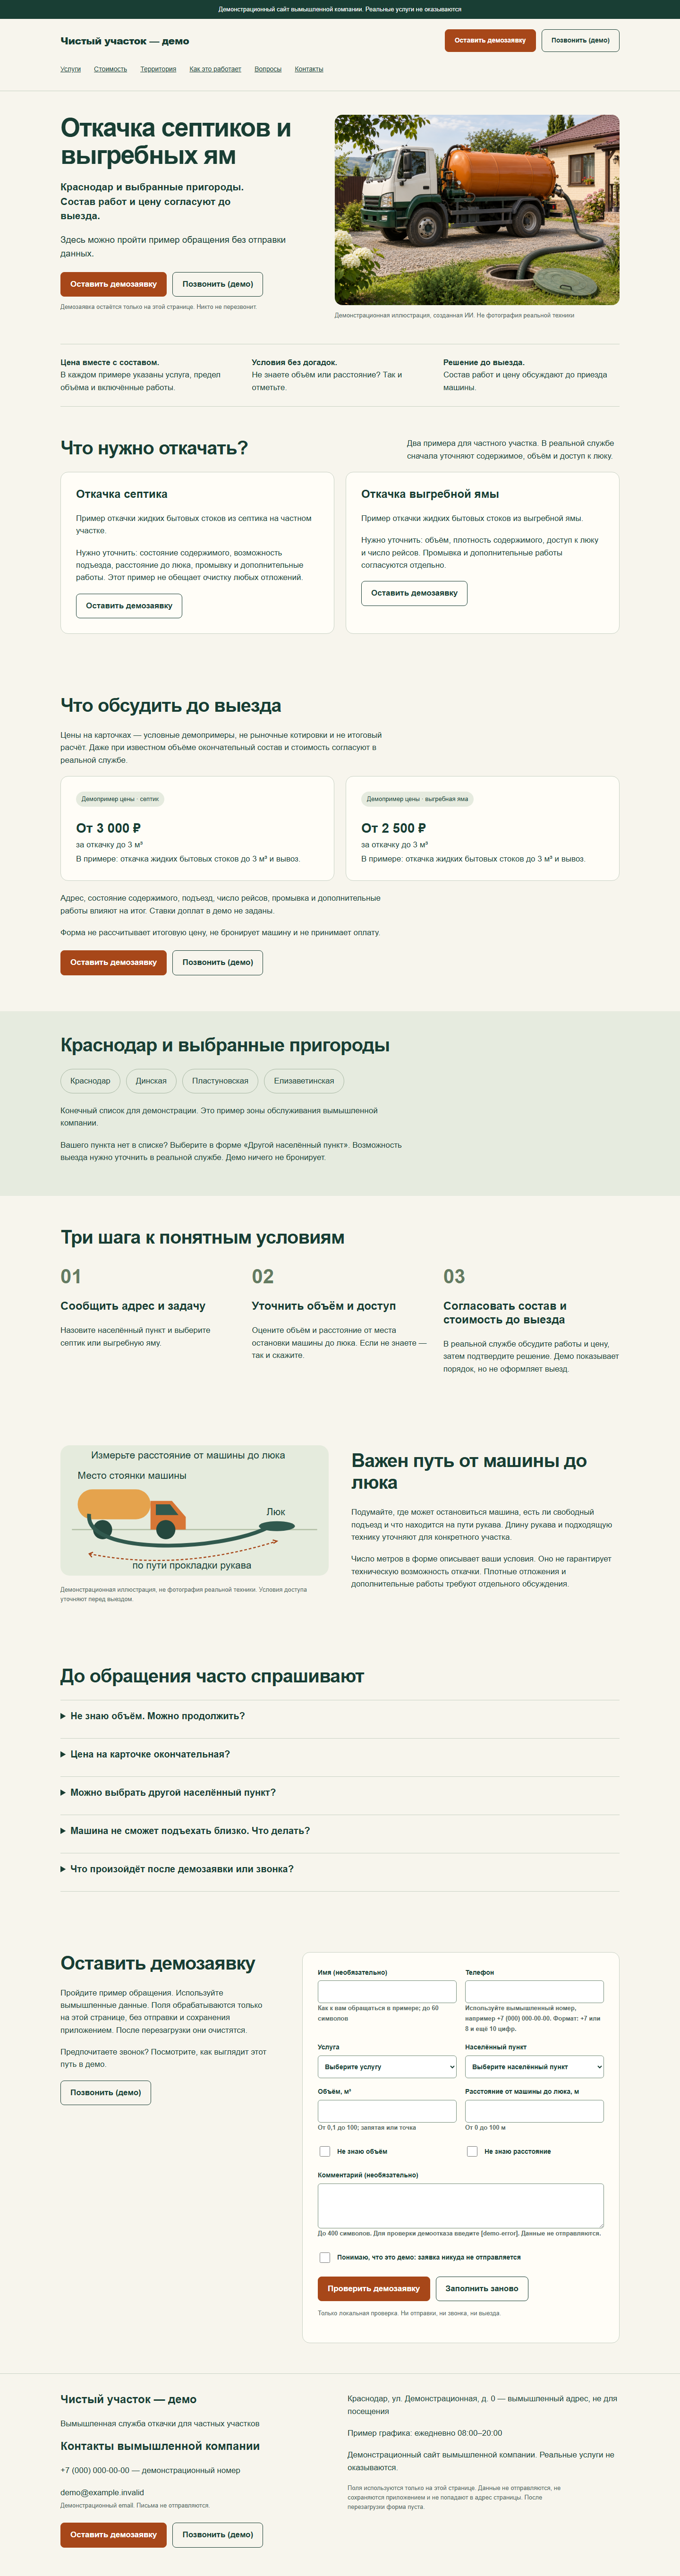 Демонстрационный сайт вымышленной компании. Реальные услуги не оказываются
Чистый участок — демо
Оставить демозаявку
Позвонить (демо)
Услуги
Стоимость
Территория
Как это работает
Вопросы
Контакты
Откачка септиков и
выгребных ям
Краснодар и выбранные пригороды.
Состав работ и цену согласуют до
выезда.
Здесь можно пройти пример обращения без отправки
данных.
Оставить демозаявку
Позвонить (демо)
Демозаявка остаётся только на этой странице. Никто не перезвонит.
Демонстрационная иллюстрация, созданная ИИ. Не фотография реальной техники
Цена вместе с составом.
В каждом примере указаны услуга, предел
объёма и включённые работы.
Условия без догадок.
Не знаете объём или расстояние? Так и
отметьте.
Решение до выезда.
Состав работ и цену обсуждают до приезда
машины.
Что нужно откачать?
Два примера для частного участка. В реальной службе
сначала уточняют содержимое, объём и доступ к люку.
Откачка септика
Пример откачки жидких бытовых стоков из септика на частном
участке.
Нужно уточнить: состояние содержимого, возможность
подъезда, расстояние до люка, промывку и дополнительные
работы. Этот пример не обещает очистку любых отложений.
Оставить демозаявку
Откачка выгребной ямы
Пример откачки жидких бытовых стоков из выгребной ямы.
Нужно уточнить: объём, плотность содержимого, доступ к люку
и число рейсов. Промывка и дополнительные работы
согласуются отдельно.
Оставить демозаявку
Что обсудить до выезда
Цены на карточках — условные демопримеры, не рыночные котировки и не итоговый
расчёт. Даже при известном объёме окончательный состав и стоимость согласуют в
реальной службе.
Демопример цены · септик
От 3 000 ₽
за откачку до 3 м³
В примере: откачка жидких бытовых стоков до 3 м³ и вывоз.
Демопример цены · выгребная яма
От 2 500 ₽
за откачку до 3 м³
В примере: откачка жидких бытовых стоков до 3 м³ и вывоз.
Адрес, состояние содержимого, подъезд, число рейсов, промывка и дополнительные
работы влияют на итог. Ставки доплат в демо не заданы.
Форма не рассчитывает итоговую цену, не бронирует машину и не принимает оплату.
Оставить демозаявку
Позвонить (демо)
Краснодар и выбранные пригороды
Краснодар
Динская
Пластуновская
Елизаветинская
Конечный список для демонстрации. Это пример зоны обслуживания вымышленной
компании.
Вашего пункта нет в списке? Выберите в форме «Другой населённый пункт». Возможность
выезда нужно уточнить в реальной службе. Демо ничего не бронирует.
Три шага к понятным условиям
01
Сообщить адрес и задачу
Назовите населённый пункт и выберите
септик или выгребную яму.
02
Уточнить объём и доступ
Оцените объём и расстояние от места
остановки машины до люка. Если не знаете —
так и скажите.
03
Согласовать состав и
стоимость до выезда
В реальной службе обсудите работы и цену,
затем подтвердите решение. Демо показывает
порядок, но не оформляет выезд.
Измерьте расстояние от машины до люка
Место стоянки машины
Люк
по пути прокладки рукава
Демонстрационная иллюстрация, не фотография реальной техники. Условия доступа
уточняют перед выездом.
Важен путь от машины до
люка
Подумайте, где может остановиться машина, есть ли свободный
подъезд и что находится на пути рукава. Длину рукава и подходящую
технику уточняют для конкретного участка.
Число метров в форме описывает ваши условия. Оно не гарантирует
техническую возможность откачки. Плотные отложения и
дополнительные работы требуют отдельного обсуждения.
До обращения часто спрашивают
Не знаю объём. Можно продолжить?
Цена на карточке окончательная?
Можно выбрать другой населённый пункт?
Машина не сможет подъехать близко. Что делать?
Что произойдёт после демозаявки или звонка?
Оставить демозаявку
Пройдите пример обращения. Используйте
вымышленные данные. Поля обрабатываются только
на этой странице, без отправки и сохранения
приложением. После перезагрузки они очистятся.
Предпочитаете звонок? Посмотрите, как выглядит этот
путь в демо.
Позвонить (демо)
Имя (необязательно)
Как к вам обращаться в примере; до 60
символов
Телефон
Используйте вымышленный номер,
например +7 (000) 000-00-00. Формат: +7 или
8 и ещё 10 цифр.
Услуга
Выберите услугу
Населённый пункт
Выберите населённый пункт
Объём, м³
От 0,1 до 100; запятая или точка
Расстояние от машины до люка, м
От 0 до 100 м
Не знаю объём
Не знаю расстояние
Комментарий (необязательно)
До 400 символов. Для проверки демоотказа введите [demo-error]. Данные не отправляются.
Понимаю, что это демо: заявка никуда не отправляется
Проверить демозаявку
Заполнить заново
Только локальная проверка. Ни отправки, ни звонка, ни выезда.
Чистый участок — демо
Вымышленная служба откачки для частных участков
Контакты вымышленной компании
+7 (000) 000-00-00 — демонстрационный номер
demo@example.invalid
Демонстрационный email. Письма не отправляются.
Оставить демозаявку
Позвонить (демо)
Краснодар, ул. Демонстрационная, д. 0 — вымышленный адрес, не для
посещения
Пример графика: ежедневно 08:00–20:00
Демонстрационный сайт вымышленной компании. Реальные услуги не
оказываются.
Поля используются только на этой странице. Данные не отправляются, не
сохраняются приложением и не попадают в адрес страницы. После
перезагрузки форма пуста.